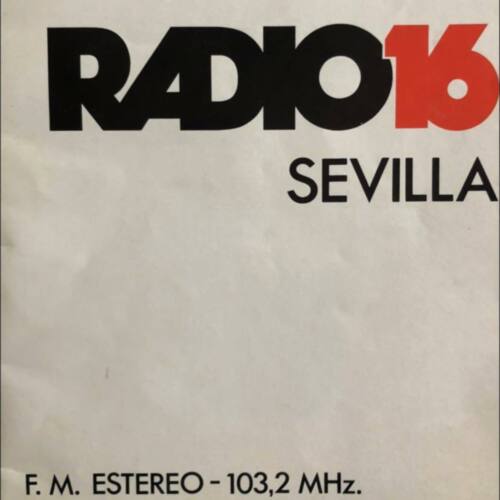 RADIO16
SEVILLA
F. M. ESTEREO - 103,2 MHz.